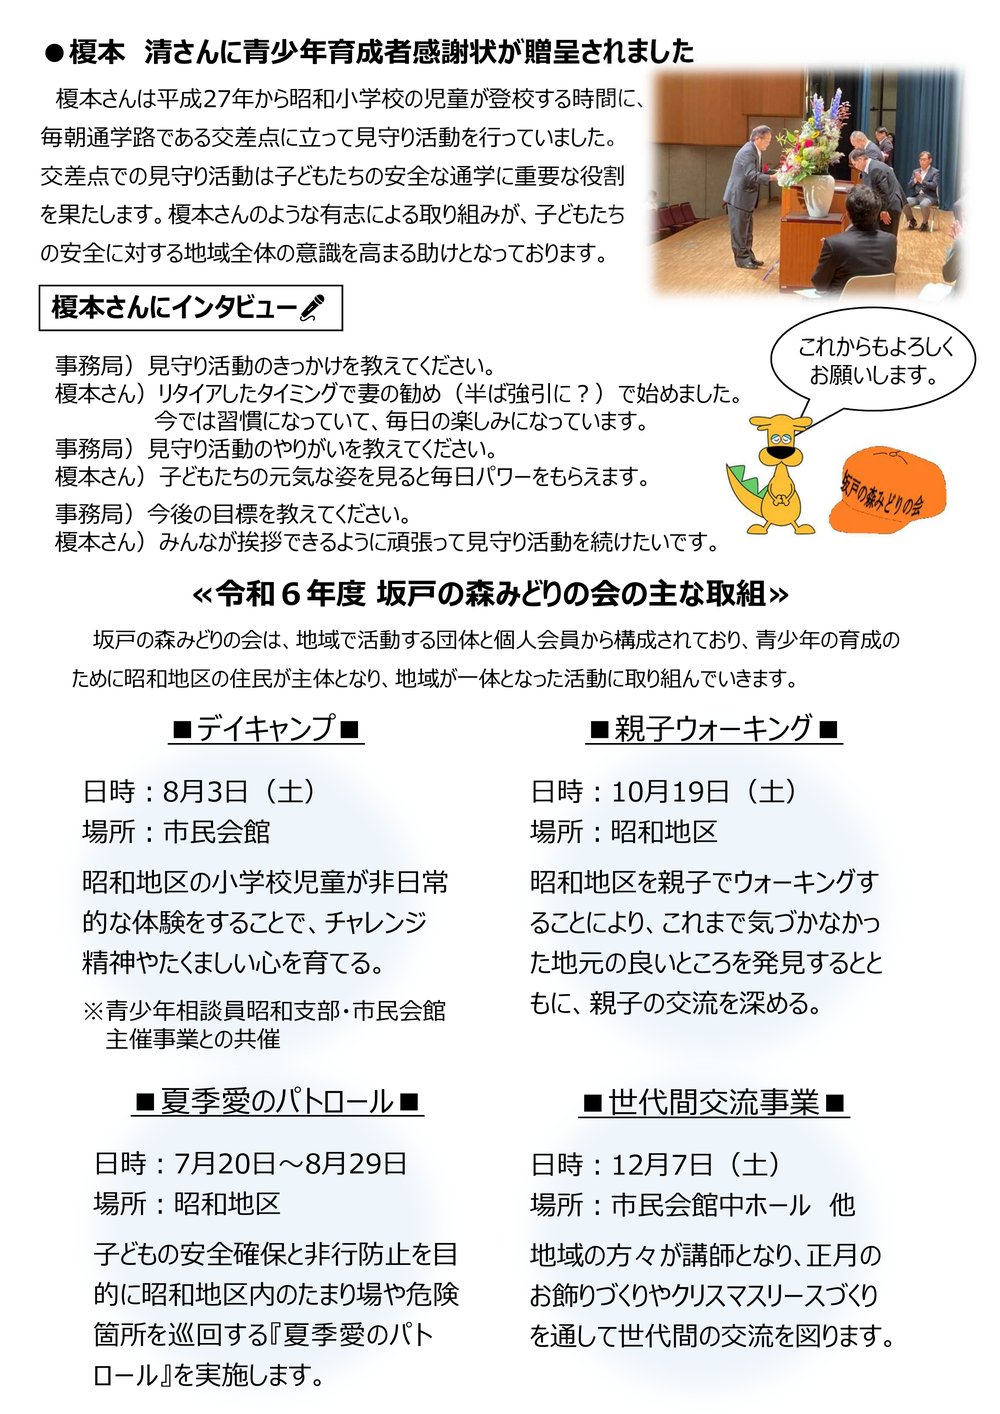 ●榎本　清さんに青少年育成者感謝状が贈呈されました
榎本さんは平成27年から昭和小学校の児童が登校する時間に、
毎朝通学路である交差点に立って見守り活動を行っていました。
交差点での見守り活動は子どもたちの安全な通学に重要な役割
を果たします。榎本さんのような有志による取り組みが、子どもたち
の安全に対する地域全体の意識を高まる助けとなっております。
榎本さんにインタビュー🎤
これからもよろしく
お願いします。
事務局）見守り活動のきっかけを教えてください。
榎本さん）リタイアしたタイミングで妻の勧め（半ば強引に？）で始めました。
今では習慣になっていて、毎日の楽しみになっています。
事務局）見守り活動のやりがいを教えてください。
榎本さん）子どもたちの元気な姿を見ると毎日パワーをもらえます。
事務局）今後の目標を教えてください。
榎本さん）みんなが挨拶できるように頑張って見守り活動を続けたいです。
坂戸の森みどりの会
≪令和６年度 坂戸の森みどりの会の主な取組≫
坂戸の森みどりの会は、地域で活動する団体と個人会員から構成されており、青少年の育成の
ために昭和地区の住民が主体となり、地域が一体となった活動に取り組んでいきます。
■デイキャンプ■
日時：8月3日（土）
場所：市民会館
昭和地区の小学校児童が非日常
的な体験をすることで、チャレンジ
精神やたくましい心を育てる。
※青少年相談員昭和支部・市民会館
主催事業との共催
■親子ウォーキング■
日時：10月19日（土）
場所：昭和地区
昭和地区を親子でウォーキングす
ることにより、これまで気づかなかっ
た地元の良いところを発見するとと
もに、親子の交流を深める。
■夏季愛のパトロール■
日時：7月20日～8月29日
場所：昭和地区
子どもの安全確保と非行防止を目
的に昭和地区内のたまり場や危険
箇所を巡回する『夏季愛のパト
ロール』を実施します。
■世代間交流事業■
日時：12月7日（土）
場所：市民会館中ホール　他
地域の方々が講師となり、正月の
お飾りづくりやクリスマスリースづくり
を通して世代間の交流を図ります。